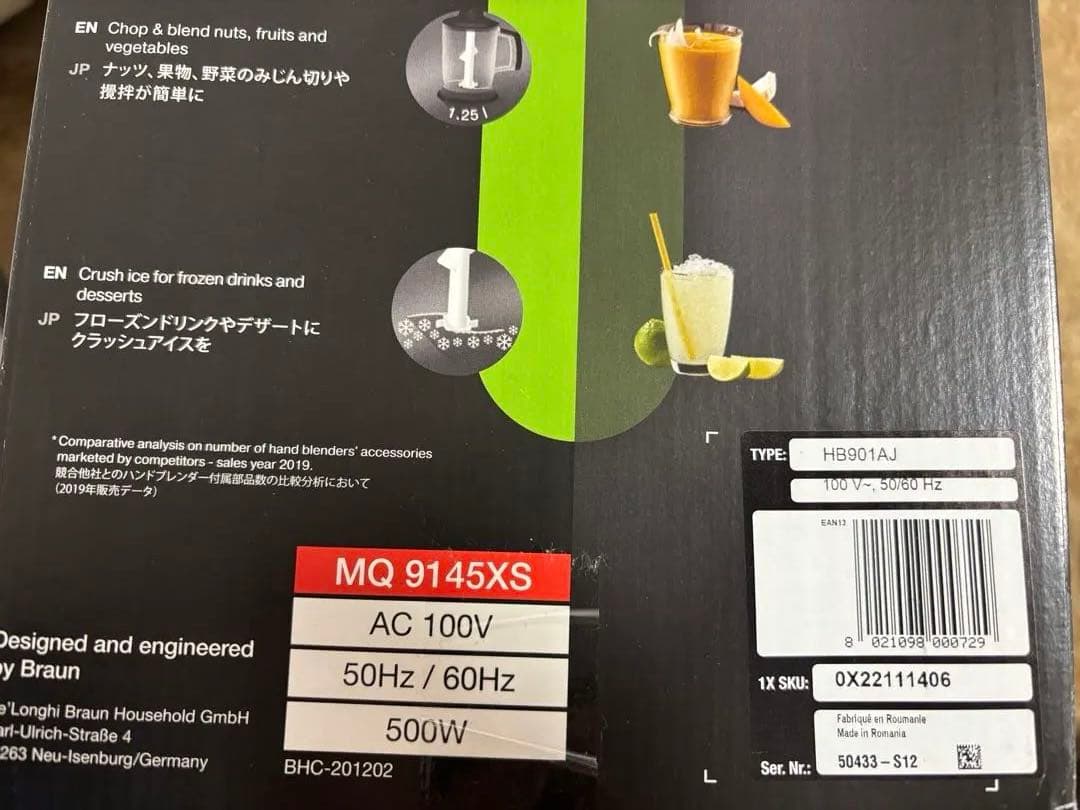 EN Chop & blend nuts, fruits and
vegetables
JP ナッツ、果物、野菜のみじん切りや
攪拌が簡単に
1.25 l
EN Crush ice for frozen drinks and
desserts
JP フローズンドリンクやデザートに
クラッシュアイスを
*Comparative analysis on number of hand blenders' accessories
marketed by competitors - sales year 2019.
競合他社とのハンドブレンダー付属部品数の比較分析において
(2019年販売データ)
MQ 9145XS
AC 100V
50Hz / 60Hz
500W
BHC-201202
Designed and engineered
by Braun
e'Longhi Braun Household GmbH
arl-Ulrich-Straße 4
263 Neu-Isenburg/Germany
TYPE: HB901AJ
100 V~, 50/60 Hz
EAN13
8 021098 000729
1X SKU: 0X22111406
Fabriqué en Roumanie
Made in Romania
Ser. Nr.: 50433-S12